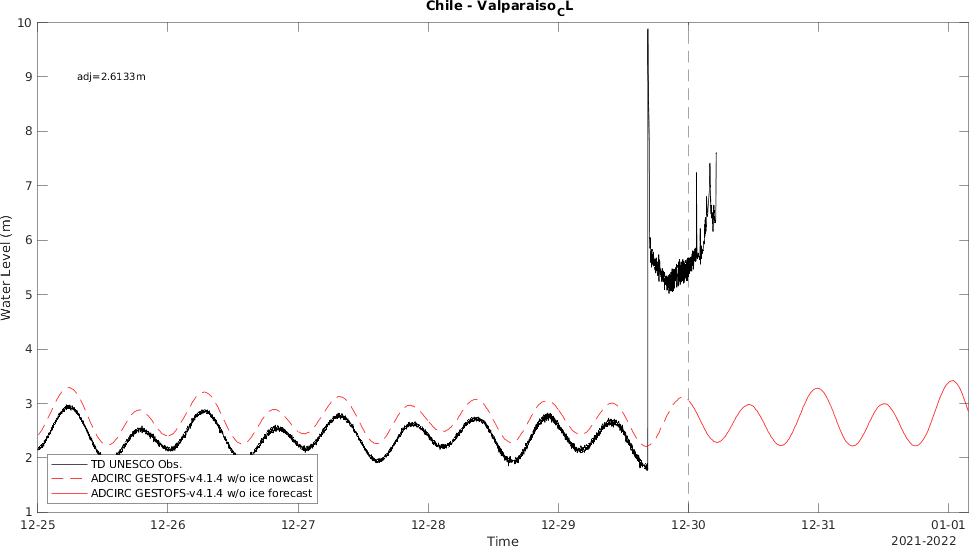 Chile - Valparaiso_CL
10
9
adj=2.6133m
8
7
6
5
4
3
2
1
Water Level (m)
TD UNESCO Obs.
ADCIRC GESTOFS-v4.1.4 w/o ice nowcast
ADCIRC GESTOFS-v4.1.4 w/o ice forecast
12-25 12-26 12-27 12-28 12-29 12-30 12-31 01-01
Time
2021-2022